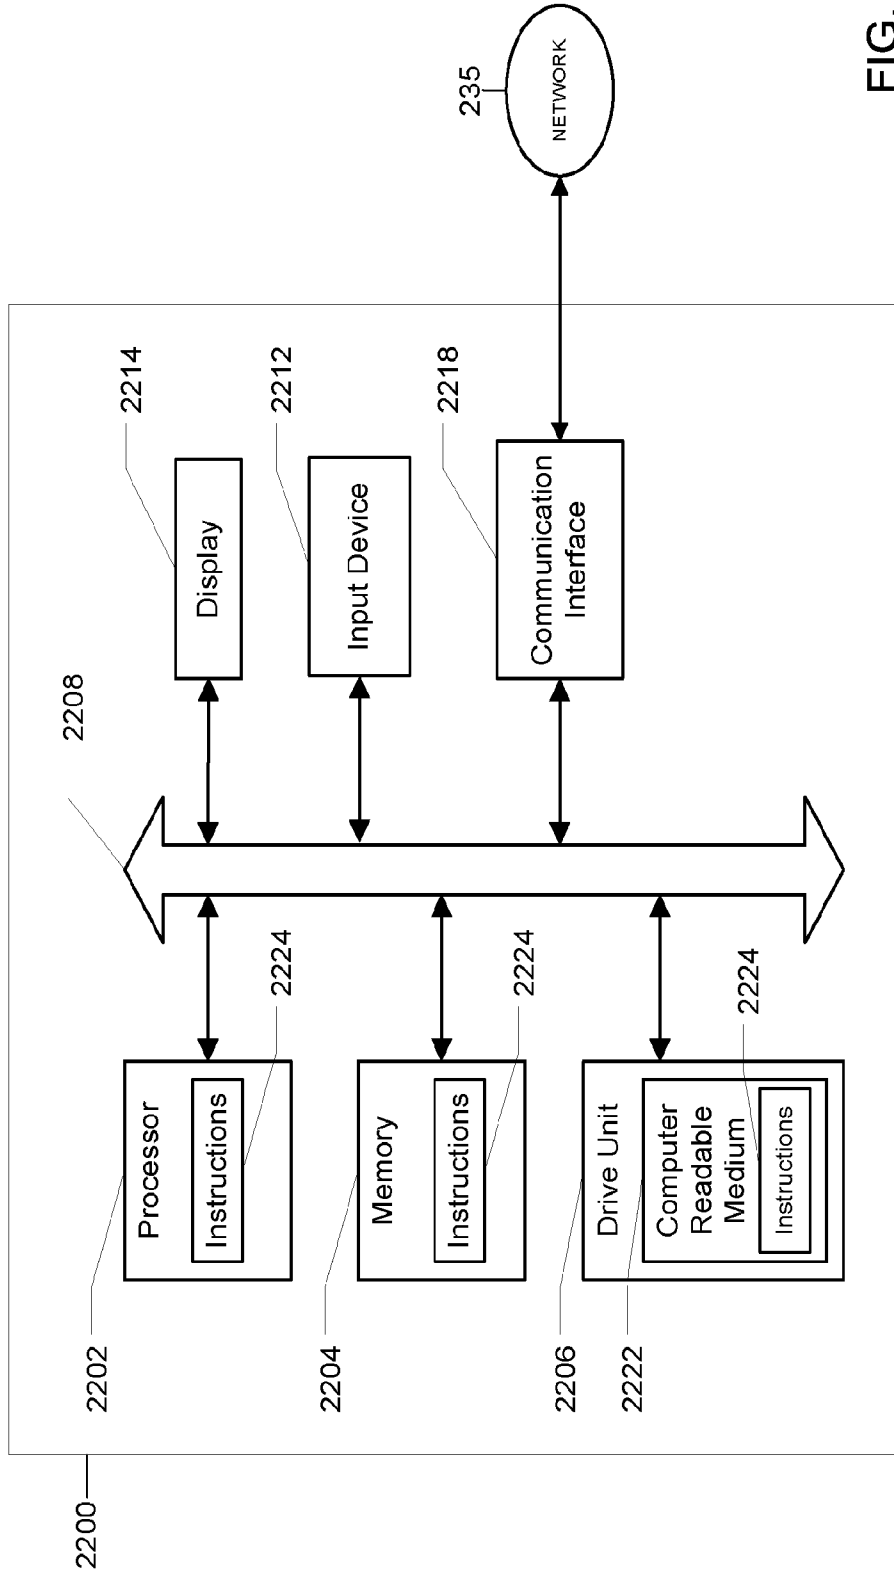 2200
2202
Processor
Instructions
2224
2204
Memory
Instructions
2224
2206
2222
Drive Unit
Computer
Readable
Medium
Instructions
2224
2208
Display
2214
Input Device
2212
Communication
Interface
2218
235
NETWORK
FIG.